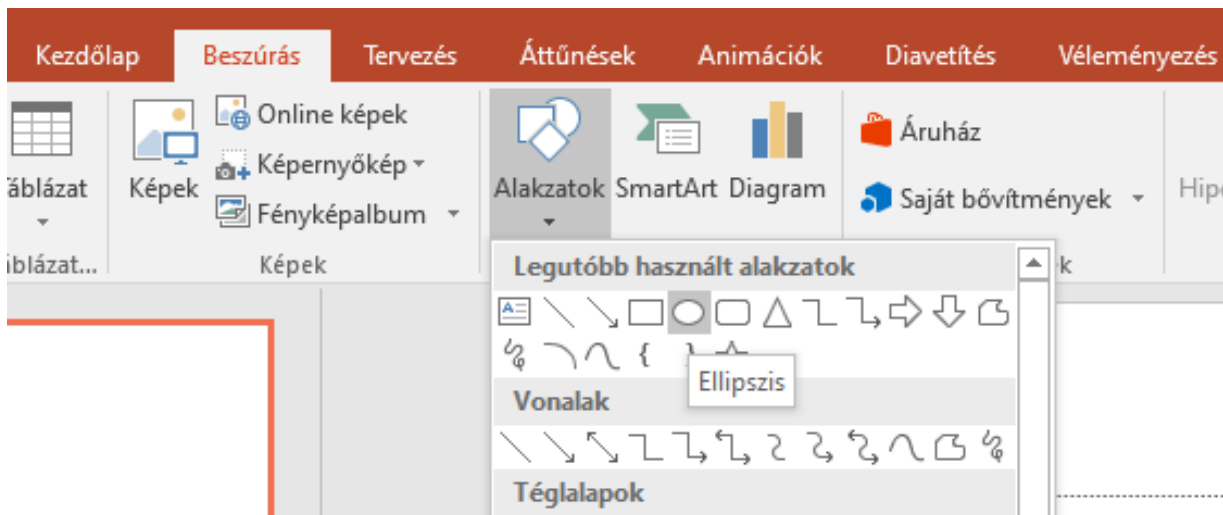 Kezdőlap Beszúrás Tervezés Áttűnések Animációk Diavetítés Véleményezés
Online képek
Képernyőkép
Fényképalbum
Képek
Képek
Alakzatok SmartArt Diagram
Áruház
Saját bővítmények
Legutóbb használt alakzatok
Ellipszis
Vonalak
Téglalapok